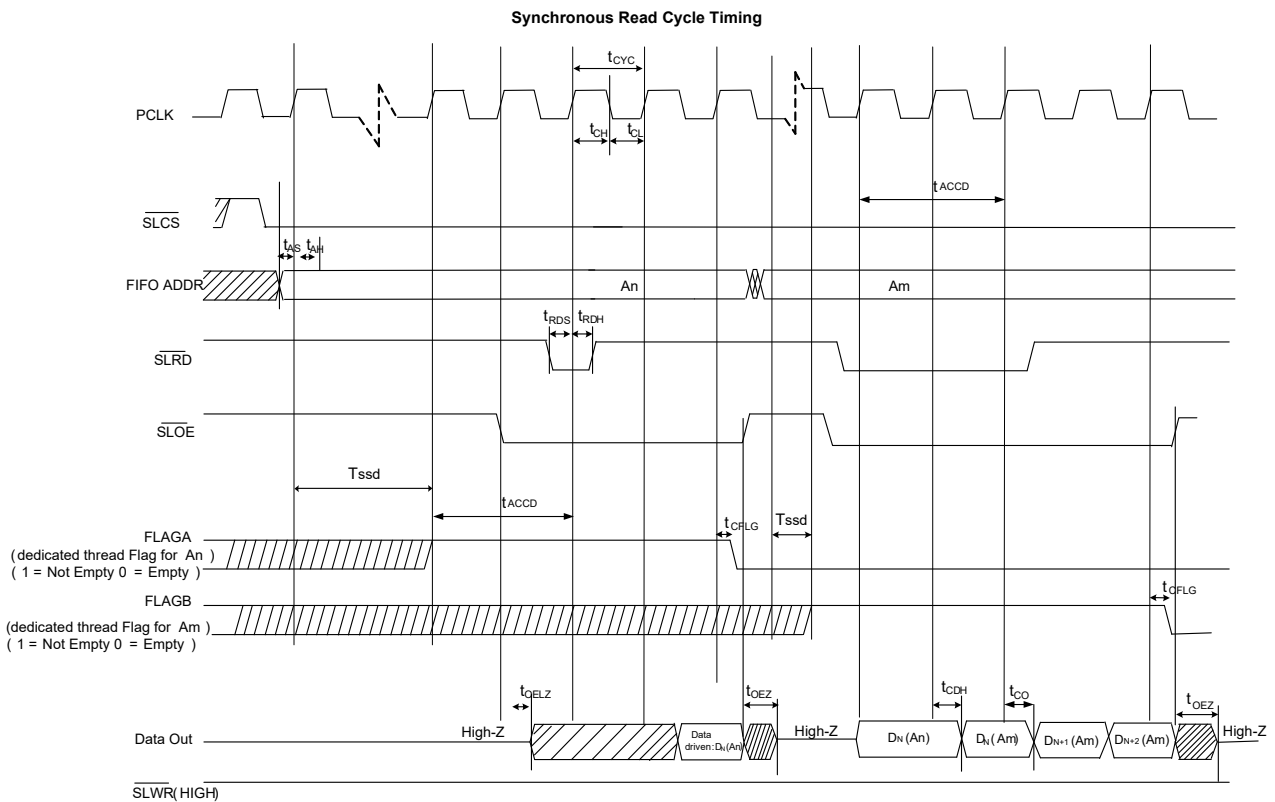 Synchronous Read Cycle Timing
tCYC
PCLK
tCH tCL
tACCD
SLCS
tAS tAH
FIFO ADDR An Am
tRDS tRDH
SLRD
SLOE
Tssd
tACCD
FLAGA tCFLG Tssd
(dedicated thread Flag for An )
( 1 = Not Empty 0 = Empty )
FLAGB tCFLG
(dedicated thread Flag for Am )
( 1 = Not Empty 0 = Empty )
tOELZ tOEZ tCDH tCO tOEZ
Data Out High-Z Data driven:DN(An) High-Z DN(An) DN(Am) DN+1(Am) DN+2(Am) High-Z
SLWR(HIGH)